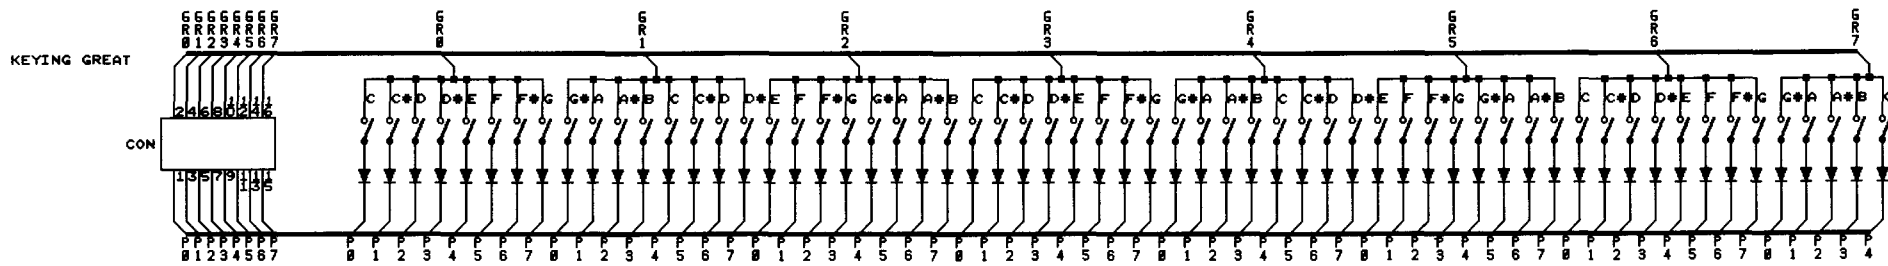 GR0 GR1 GR2 GR3 GR4 GR5 GR6 GR7 GR0 GR1 GR2 GR3 GR4 GR5 GR6 GR7
KEYING GREAT
C C# D D# E F F# G G# A A# B C C# D D# E F F# G G# A A# B C C# D D# E F F# G G# A A# B C C# D D# E F F# G G# A A# B C C# D D# E F F# G G# A A# B C
2 4 6 8 10 12 14 16
CON
1 3 5 7 9 11 13 15
P0 P1 P2 P3 P4 P5 P6 P7 P0 P1 P2 P3 P4 P5 P6 P7 P0 P1 P2 P3 P4 P5 P6 P7 P0 P1 P2 P3 P4 P5 P6 P7 P0 P1 P2 P3 P4 P5 P6 P7 P0 P1 P2 P3 P4 P5 P6 P7 P0 P1 P2 P3 P4 P5 P6 P7 P0 P1 P2 P3 P4 P5 P6 P7 P0 P1 P2 P3 P4